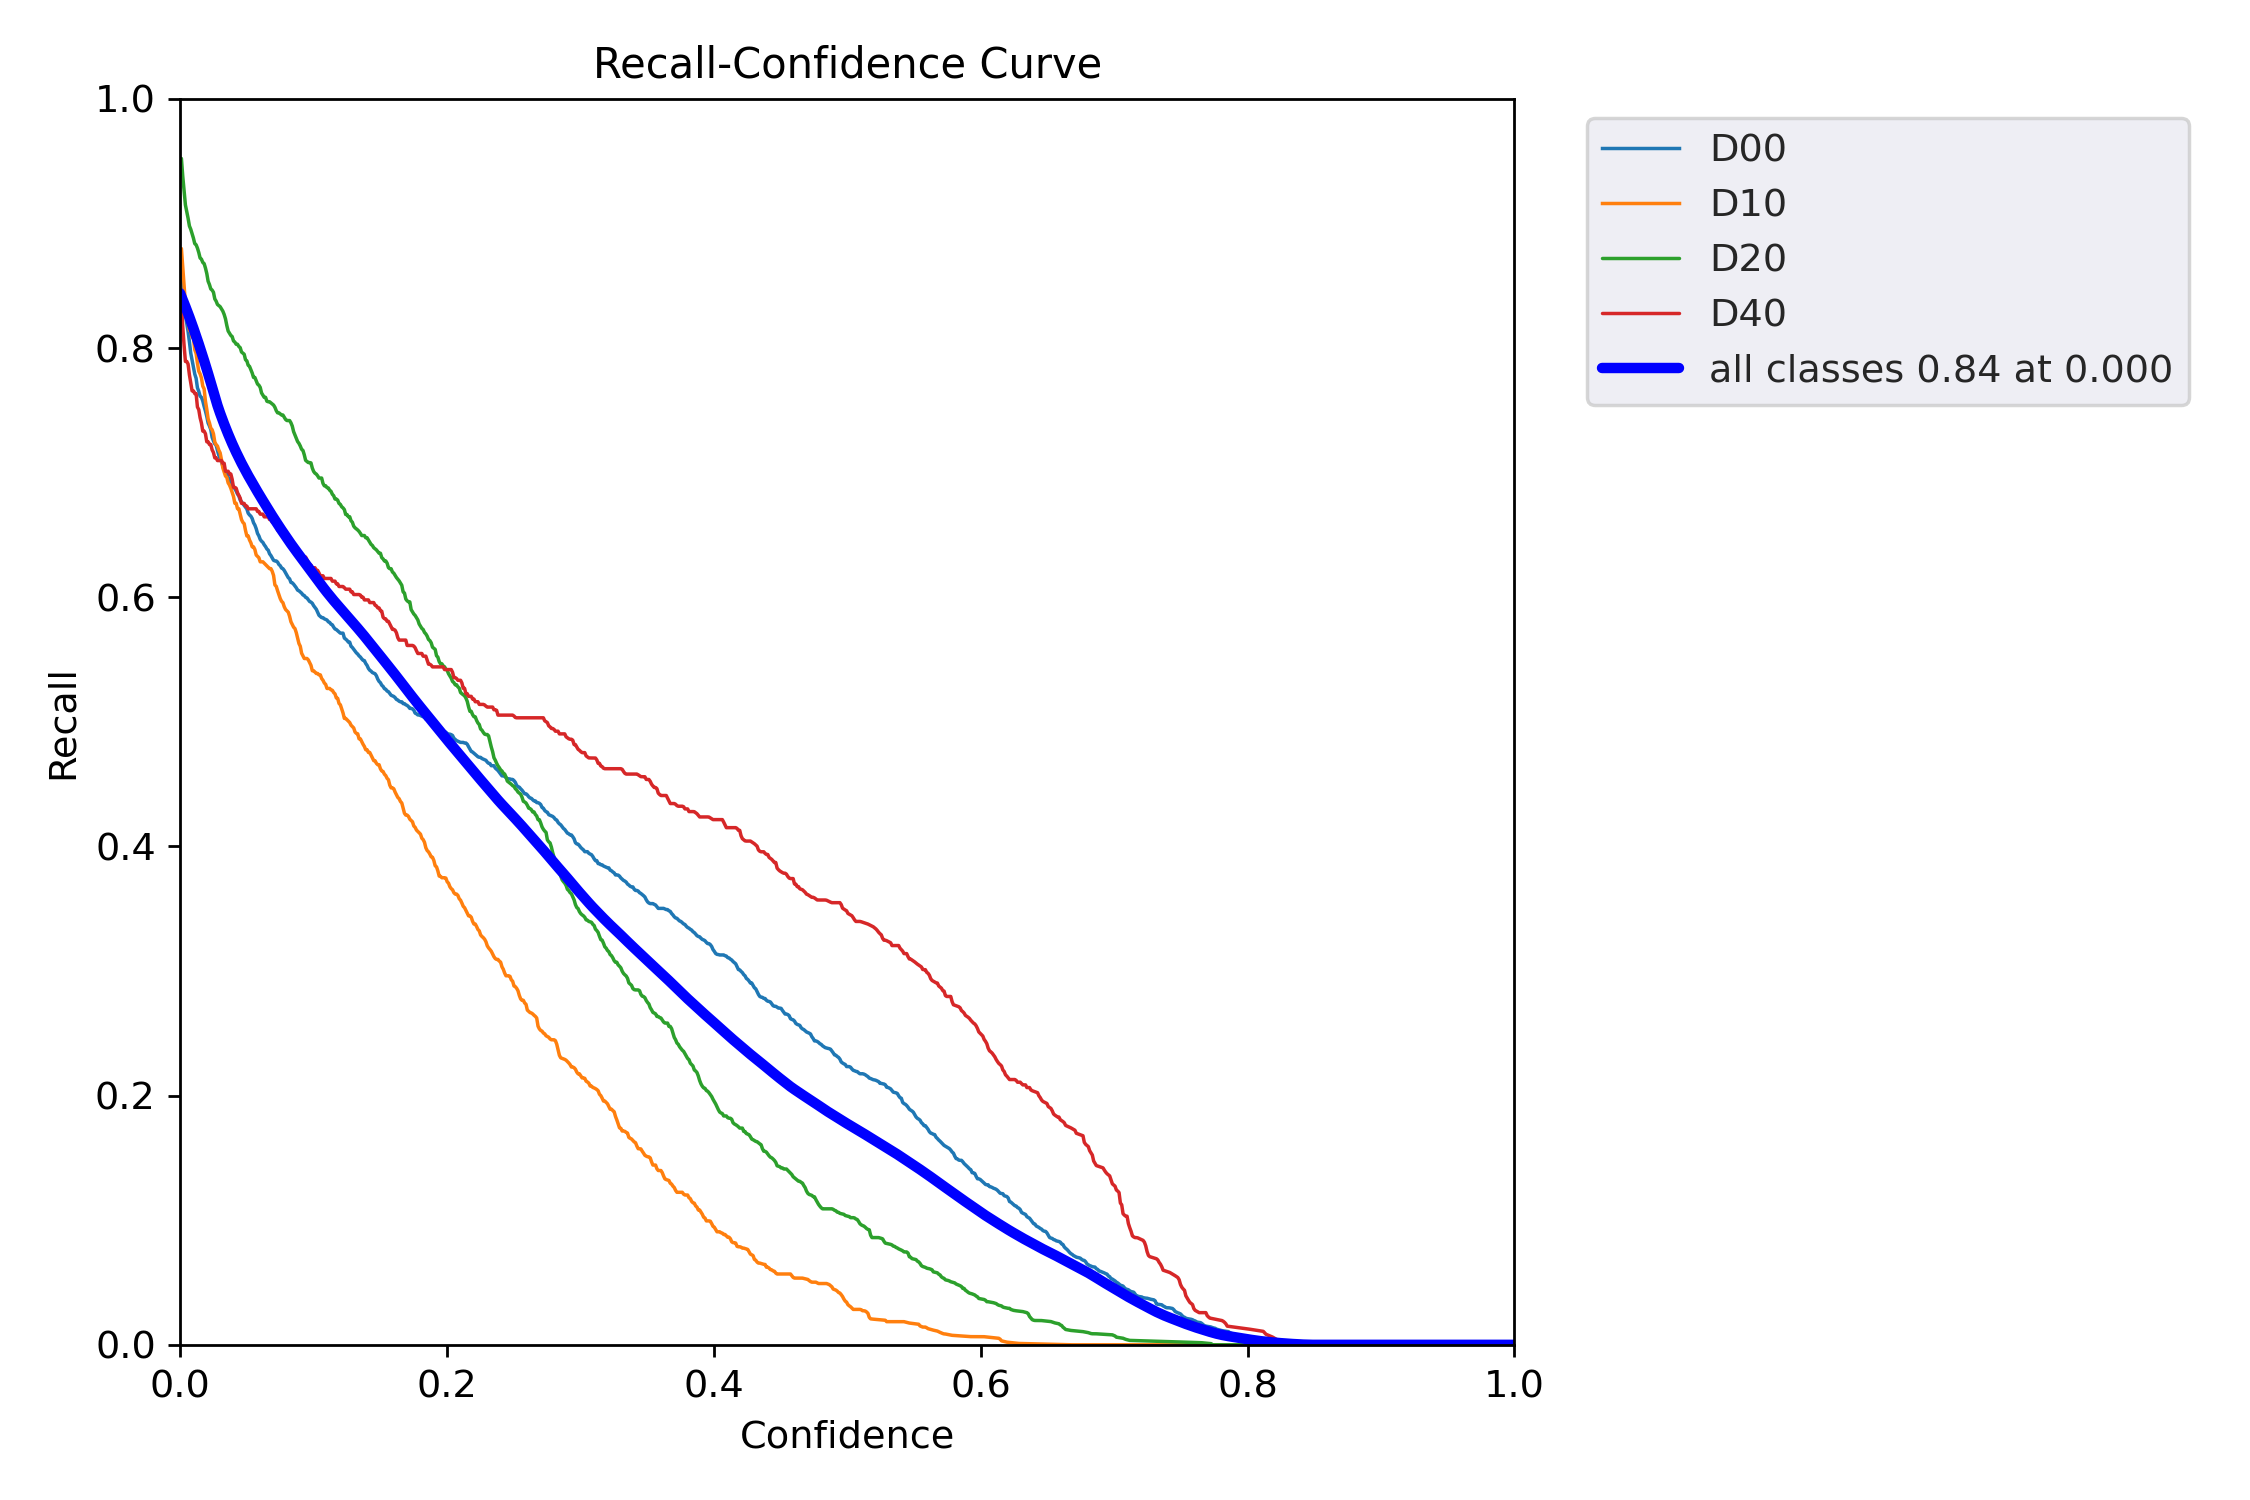 Recall-Confidence Curve
1.0
0.8
0.6
0.4
0.2
0.0
Recall
0.0 0.2 0.4 0.6 0.8 1.0
Confidence
D00
D10
D20
D40
all classes 0.84 at 0.000